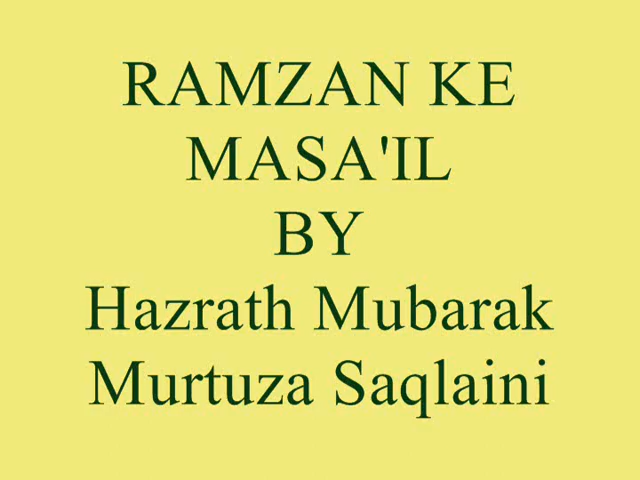 RAMZAN KE
MASA'IL
BY
Hazrath Mubarak
Murtuza Saqlaini